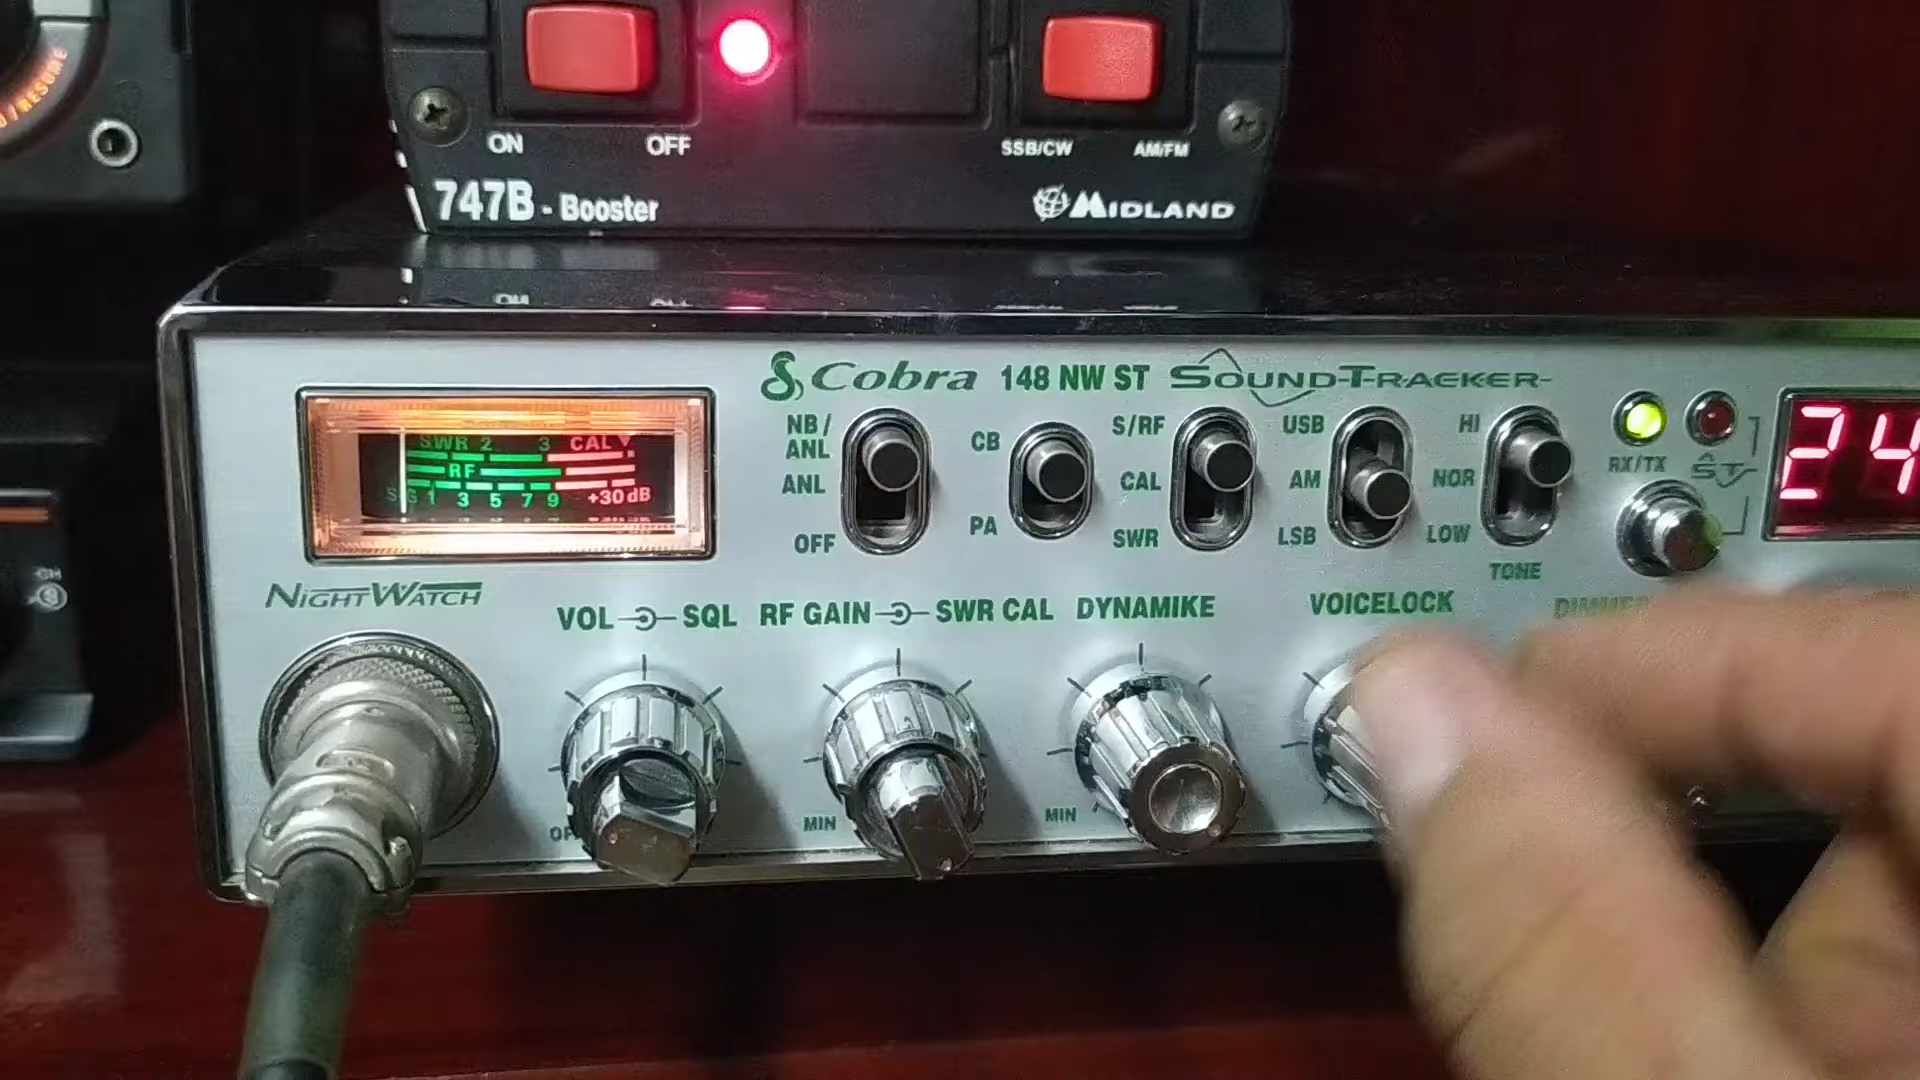 /RESUME
ON OFF SSB/CW AM/FM
747B - Booster MIDLAND
Cobra 148 NW ST SOUNDTRACKER
NB/ ANL CB S/RF USB HI
ANL CAL AM NOR RX/TX ST
OFF PA SWR LSB LOW
TONE
SWR 2 3 CAL
RF
1 3 5 7 9 +30 dB
24
NIGHTWATCH
VOL SQL RF GAIN SWR CAL DYNAMIKE VOICELOCK
MIN MIN
CH